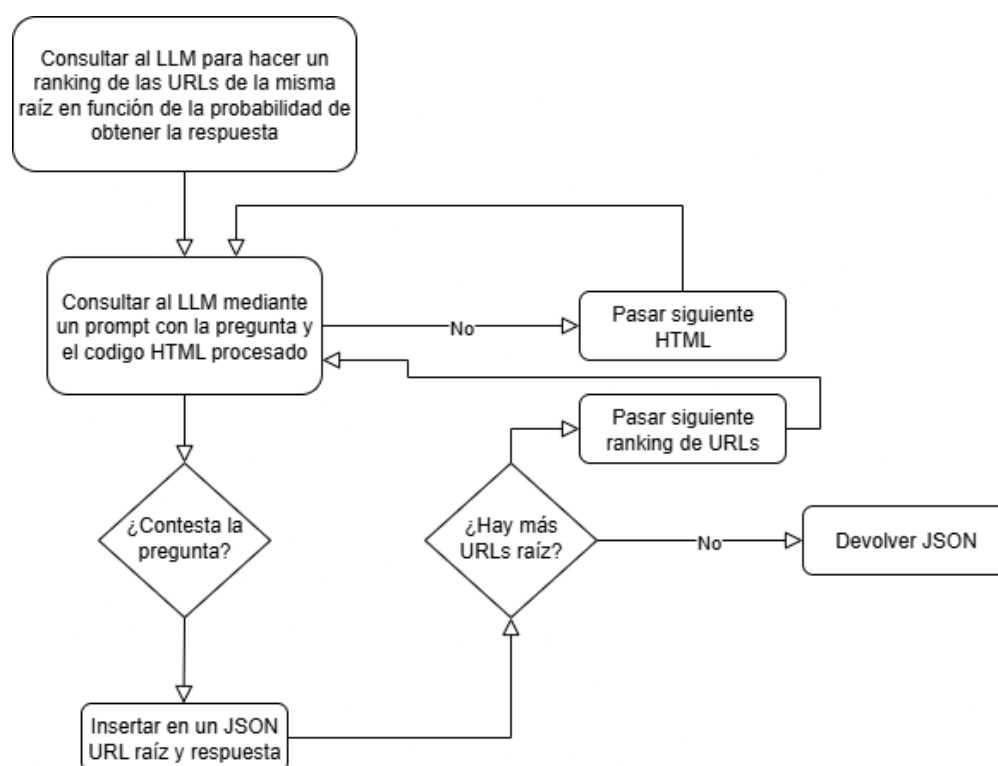 Consultar al LLM para hacer un
ranking de las URLs de la misma
raíz en función de la probabilidad de
obtener la respuesta
Consultar al LLM mediante
un prompt con la pregunta y
el codigo HTML procesado
No
Pasar siguiente
HTML
Pasar siguiente
ranking de URLs
¿Contesta la
pregunta?
¿Hay más
URLs raíz?
No
Devolver JSON
Insertar en un JSON
URL raíz y respuesta